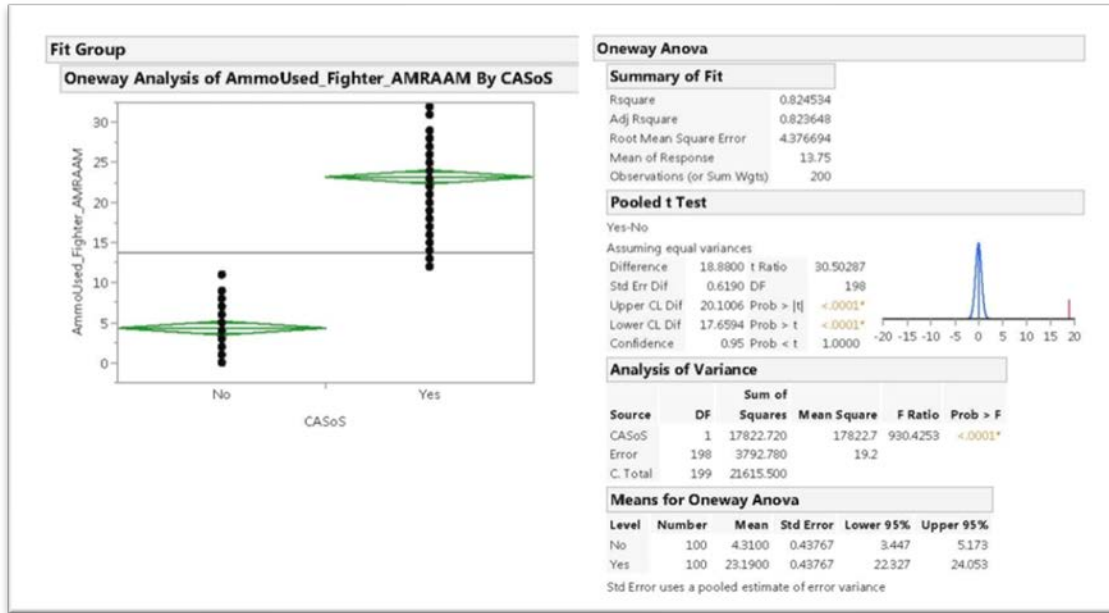 Fit Group
Oneway Analysis of AmmoUsed_Fighter_AMRAAM By CASoS
AmmoUsed_Fighter_AMRAAM
30
25
20
15
10
5
0
No Yes
CASoS
Oneway Anova
Summary of Fit
Rsquare 0.824534
Adj Rsquare 0.823648
Root Mean Square Error 4.376694
Mean of Response 13.75
Observations (or Sum Wgts) 200
Pooled t Test
Yes-No
Assuming equal variances
Difference 18.8800 t Ratio 30.50287
Std Err Dif 0.6190 DF 198
Upper CL Dif 20.1006 Prob > |t| <.0001*
Lower CL Dif 17.6594 Prob > t <.0001*
Confidence 0.95 Prob < t 1.0000
-20 -15 -10 -5 0 5 10 15 20
Analysis of Variance
Sum of
Source DF Squares Mean Square F Ratio Prob > F
CASoS 1 17822.720 17822.7 930.4253 <.0001*
Error 198 3792.780 19.2
C. Total 199 21615.500
Means for Oneway Anova
Level Number Mean Std Error Lower 95% Upper 95%
No 100 4.3100 0.43767 3.447 5.173
Yes 100 23.1900 0.43767 22.327 24.053
Std Error uses a pooled estimate of error variance